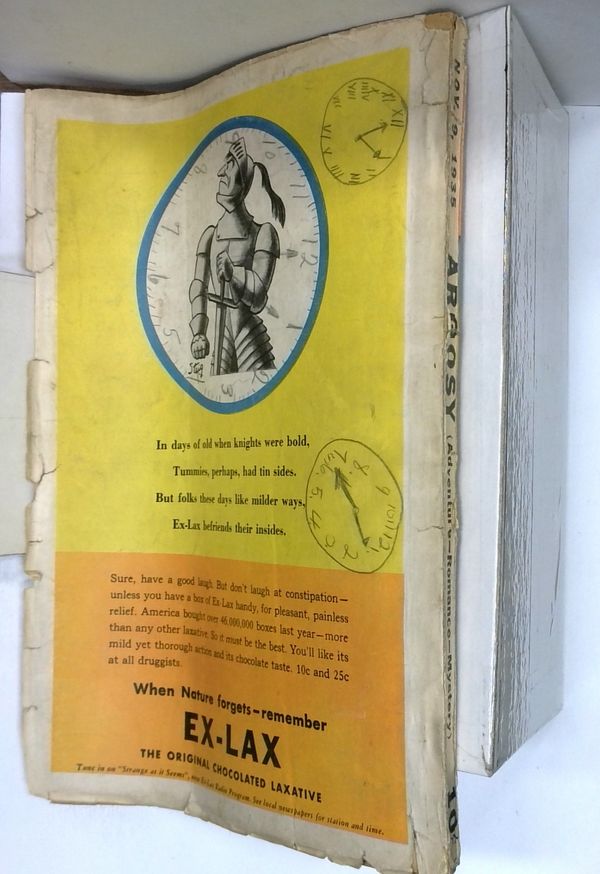 In days of old when knights were bold,
Tummies, perhaps, had tin sides.
But folks these days like milder ways,
Ex-Lax befriends their insides.
Sure, have a good laugh. But don't laugh at constipation—
unless you have a box of Ex-Lax handy, for pleasant, painless
relief. America bought over 46,000,000 boxes last year—more
than any other laxative. So it must be the best. You'll like its
mild yet thorough action and its chocolate taste. 10c and 25c
at all druggists.
When Nature forgets—remember
EX-LAX
THE ORIGINAL CHOCOLATED LAXATIVE
Tune in on "Strange as it Seems", new Ex-Lax Radio Program. See local newspapers for station and time.
NOV. 9, 1935
ARGOSY (Adventure—Romance—Mystery)
10